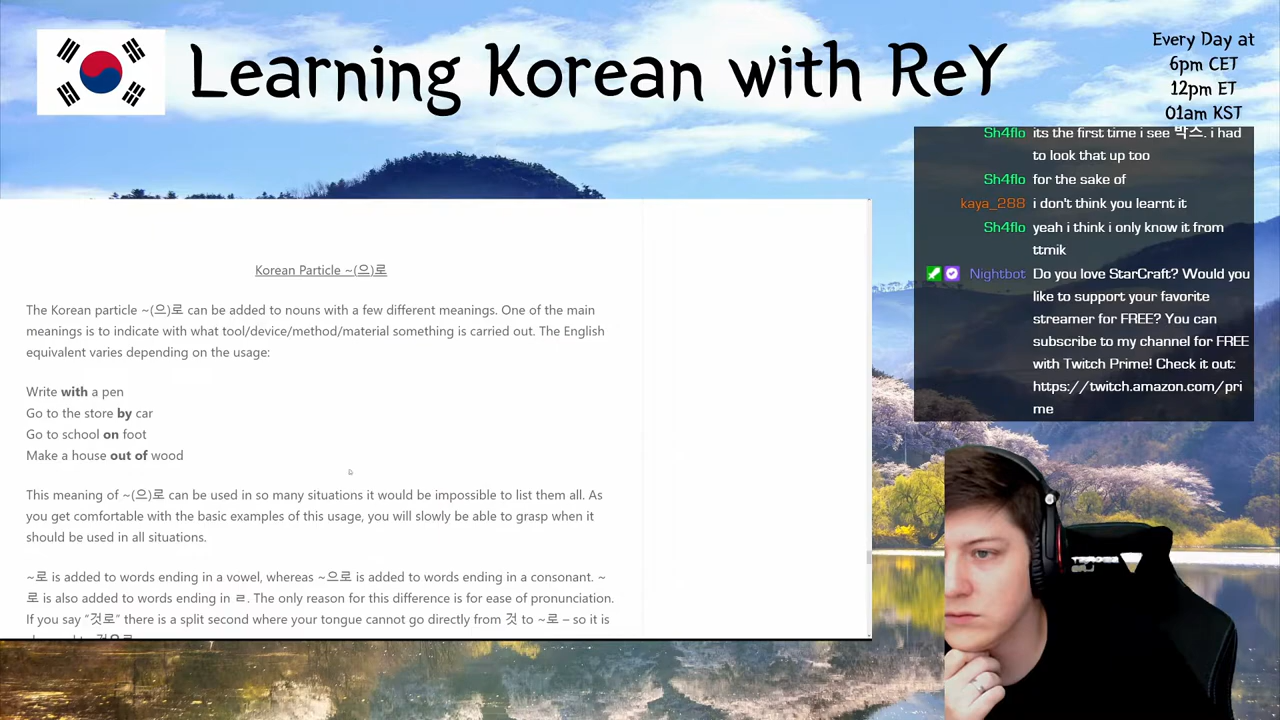 Learning Korean with ReY
Every Day at
6pm CET
12pm ET
01am KST
Sh4flo its the first time i see 박스. i had
to look that up too
Sh4flo for the sake of
kaya_288 i don't think you learnt it
Sh4flo yeah i think i only know it from
ttmik
Nightbot Do you love StarCraft? Would you
like to support your favorite
streamer for FREE? You can
subscribe to my channel for FREE
with Twitch Prime! Check it out:
https://twitch.amazon.com/pri
me
Korean Particle ~(으)로
The Korean particle ~(으)로 can be added to nouns with a few different meanings. One of the main
meanings is to indicate with what tool/device/method/material something is carried out. The English
equivalent varies depending on the usage:
Write with a pen
Go to the store by car
Go to school on foot
Make a house out of wood
This meaning of ~(으)로 can be used in so many situations it would be impossible to list them all. As
you get comfortable with the basic examples of this usage, you will slowly be able to grasp when it
should be used in all situations.
~로 is added to words ending in a vowel, whereas ~으로 is added to words ending in a consonant. ~
로 is also added to words ending in ㄹ. The only reason for this difference is for ease of pronunciation.
If you say "것로" there is a split second where your tongue cannot go directly from 것 to ~로 – so it is